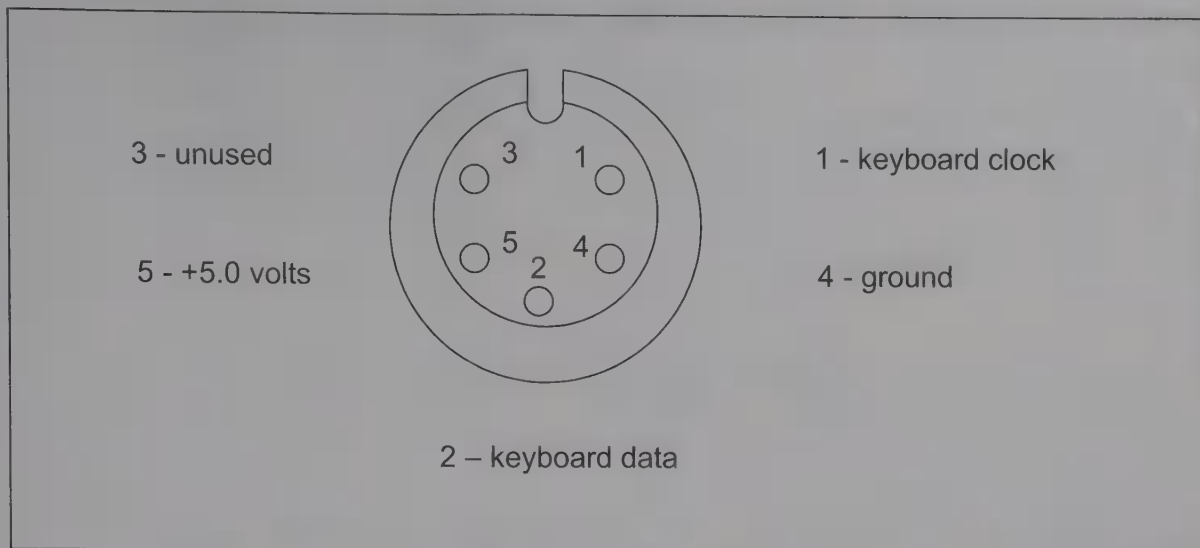 3 - unused
3
1
1 - keyboard clock
5 - +5.0 volts
5
2
4
4 - ground
2 – keyboard data